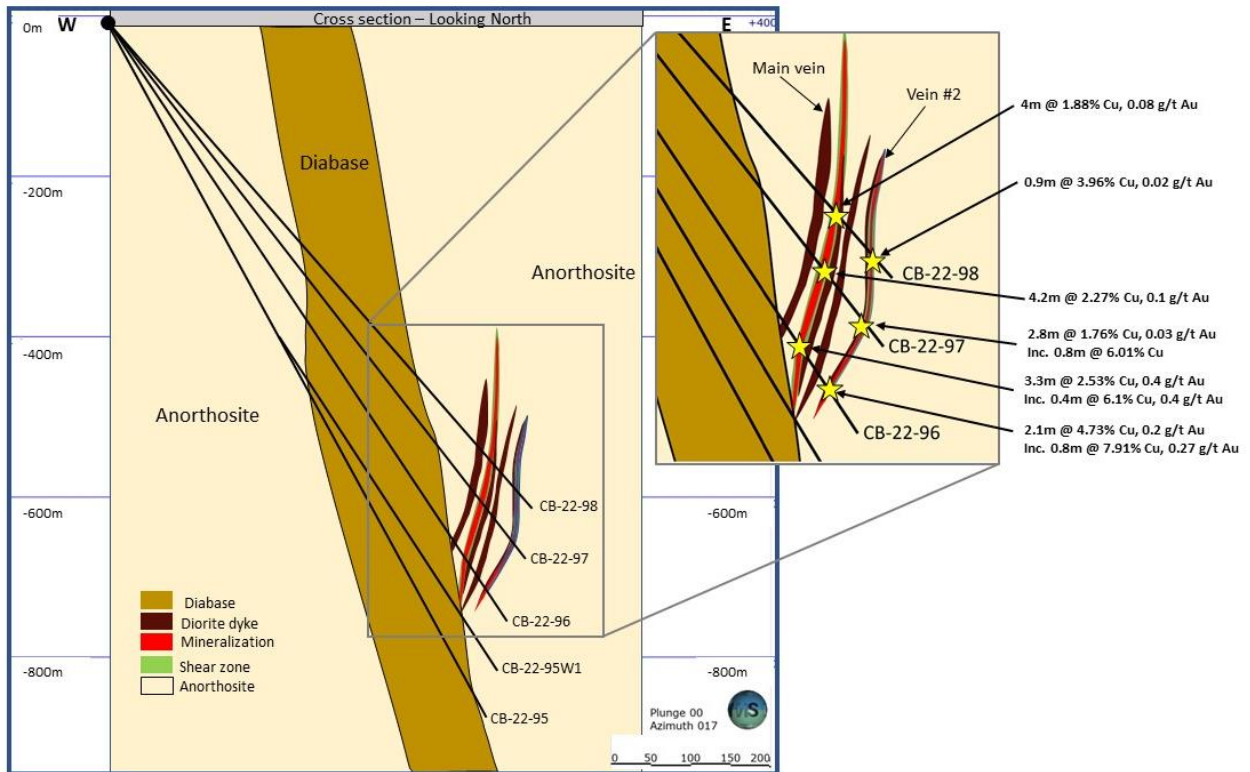 Cross section – Looking North
W
E
+400
0m
-200m
-400m
-600m
-800m
-600m
-800m
Diabase
Anorthosite
Anorthosite
CB-22-98
CB-22-97
CB-22-96
CB-22-95W1
CB-22-95
Diabase
Diorite dyke
Mineralization
Shear zone
Anorthosite
Main vein
Vein #2
CB-22-98
CB-22-97
CB-22-96
4m @ 1.88% Cu, 0.08 g/t Au
0.9m @ 3.96% Cu, 0.02 g/t Au
4.2m @ 2.27% Cu, 0.1 g/t Au
2.8m @ 1.76% Cu, 0.03 g/t Au
Inc. 0.8m @ 6.01% Cu
3.3m @ 2.53% Cu, 0.4 g/t Au
Inc. 0.4m @ 6.1% Cu, 0.4 g/t Au
2.1m @ 4.73% Cu, 0.2 g/t Au
Inc. 0.8m @ 7.91% Cu, 0.27 g/t Au
Plunge 00
Azimuth 017
0 50 100 150 200